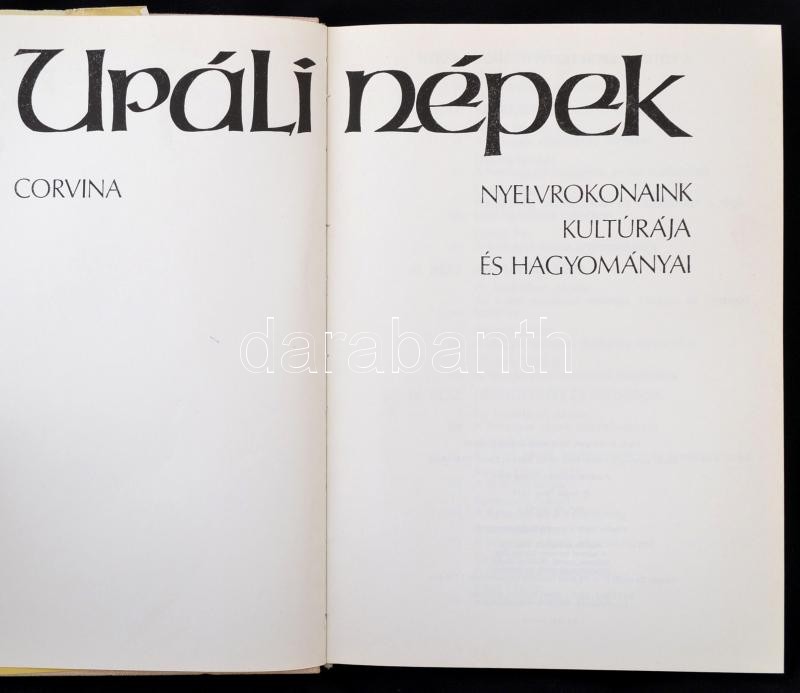 Uráli népek
CORVINA
NYELVROKONAINK
KULTÚRÁJA
ÉS HAGYOMÁNYAI
darabanth